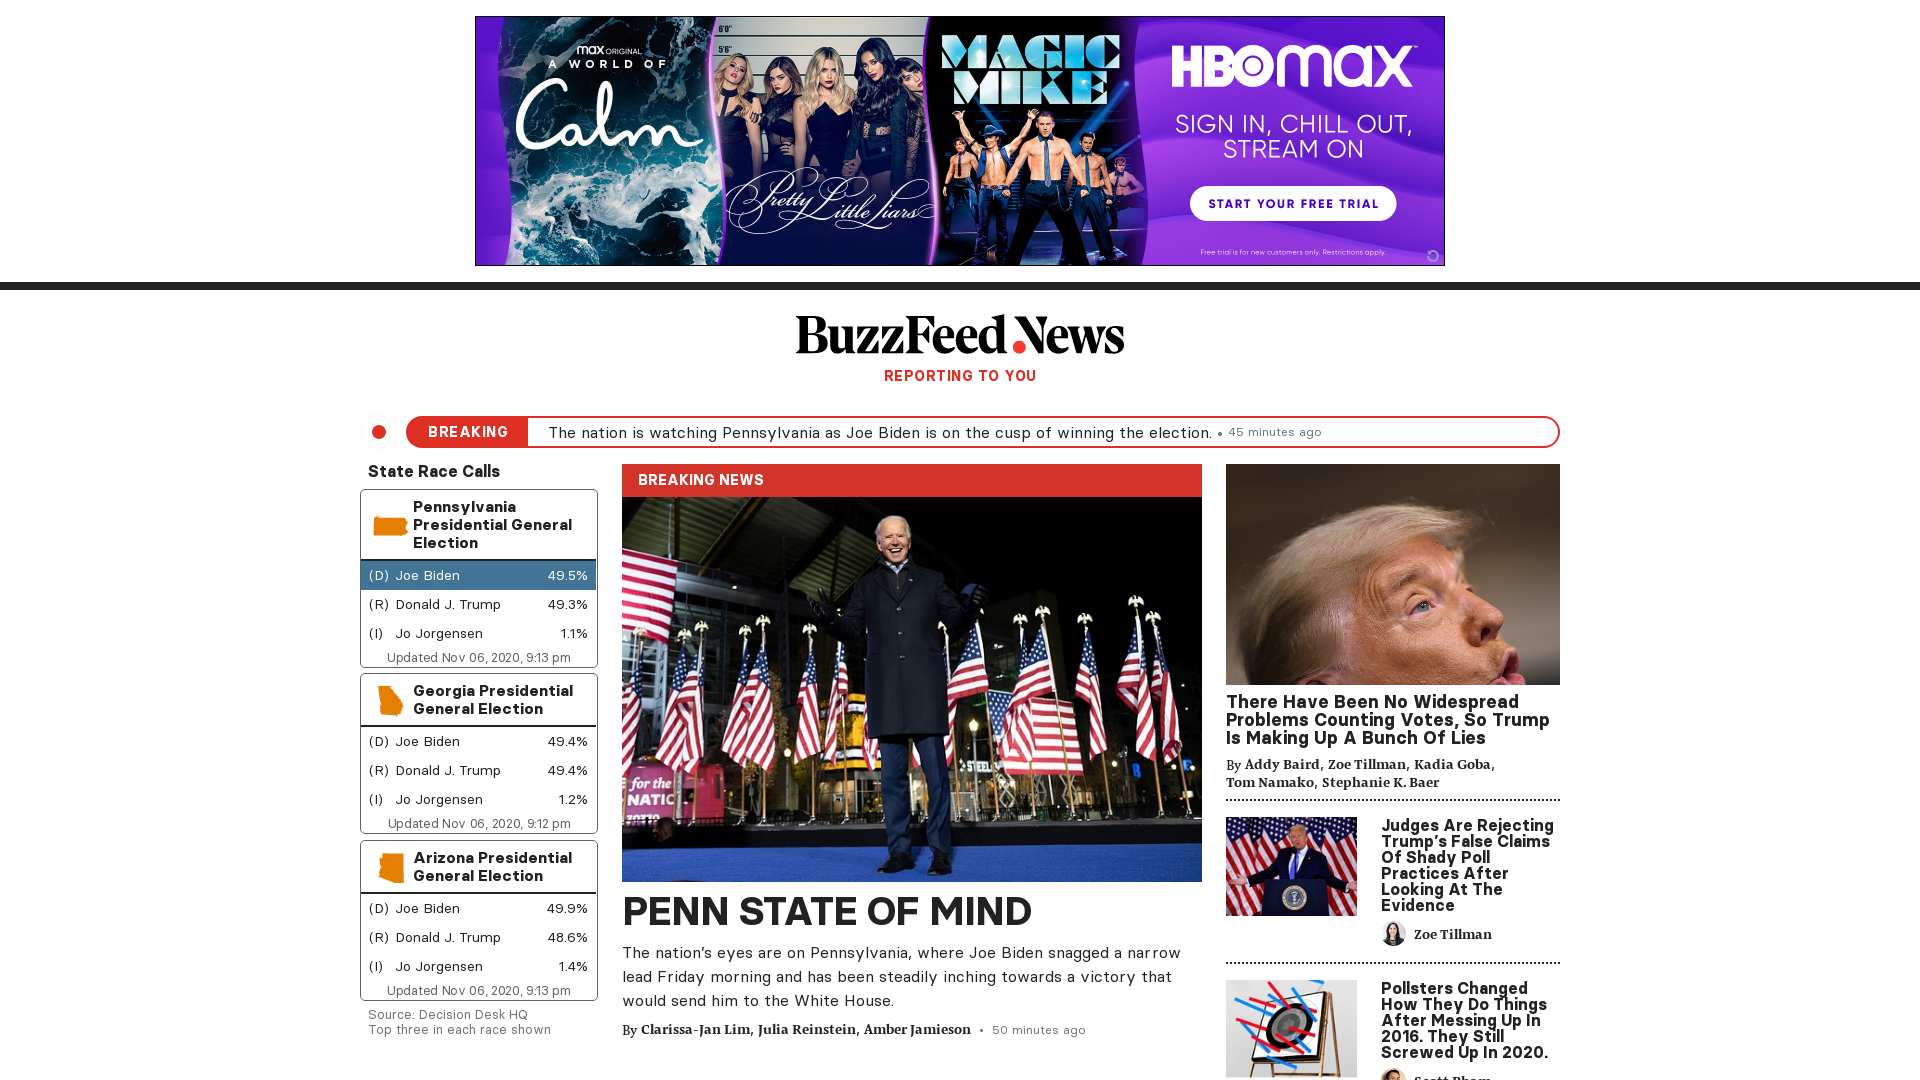 max ORIGINAL
A WORLD OF
Calm
6'0"
5'6"
Pretty Little Liars
MAGIC
MIKE
HBOmax
SIGN IN, CHILL OUT,
STREAM ON
START YOUR FREE TRIAL
Free trial is for new customers only. Restrictions apply.
BuzzFeed News
REPORTING TO YOU
BREAKING
The nation is watching Pennsylvania as Joe Biden is on the cusp of winning the election. • 45 minutes ago
State Race Calls
Pennsylvania
Presidential General
Election
(D) Joe Biden 49.5%
(R) Donald J. Trump 49.3%
(I) Jo Jorgensen 1.1%
Updated Nov 06, 2020, 9:13 pm
Georgia Presidential
General Election
(D) Joe Biden 49.4%
(R) Donald J. Trump 49.4%
(I) Jo Jorgensen 1.2%
Updated Nov 06, 2020, 9:12 pm
Arizona Presidential
General Election
(D) Joe Biden 49.9%
(R) Donald J. Trump 48.6%
(I) Jo Jorgensen 1.4%
Updated Nov 06, 2020, 9:13 pm
Source: Decision Desk HQ
Top three in each race shown
BREAKING NEWS
for the
NATIO
STEEL
PENN STATE OF MIND
The nation’s eyes are on Pennsylvania, where Joe Biden snagged a narrow
lead Friday morning and has been steadily inching towards a victory that
would send him to the White House.
By Clarissa-Jan Lim, Julia Reinstein, Amber Jamieson • 50 minutes ago
There Have Been No Widespread
Problems Counting Votes, So Trump
Is Making Up A Bunch Of Lies
By Addy Baird, Zoe Tillman, Kadia Goba,
Tom Namako, Stephanie K. Baer
Judges Are Rejecting
Trump’s False Claims
Of Shady Poll
Practices After
Looking At The
Evidence
Zoe Tillman
Pollsters Changed
How They Do Things
After Messing Up In
2016. They Still
Screwed Up In 2020.